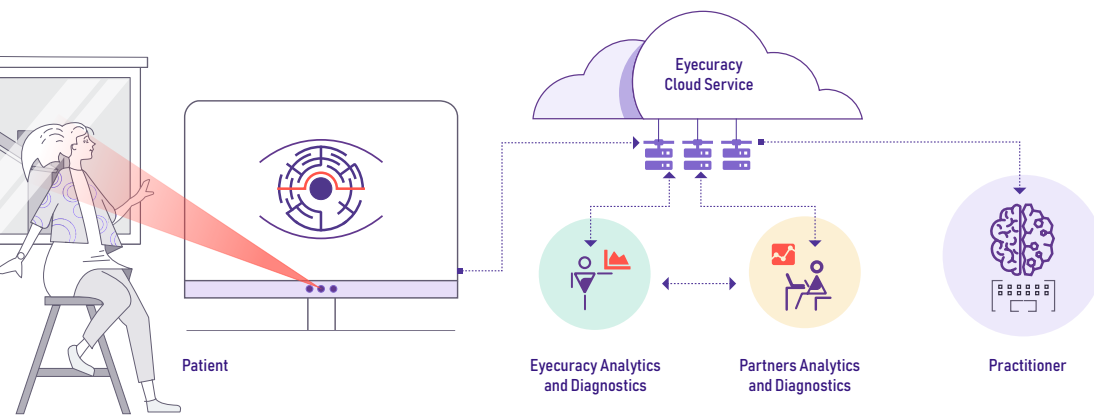 Eyecuracy
Cloud Service
Patient
Eyecuracy Analytics
and Diagnostics
Partners Analytics
and Diagnostics
Practitioner